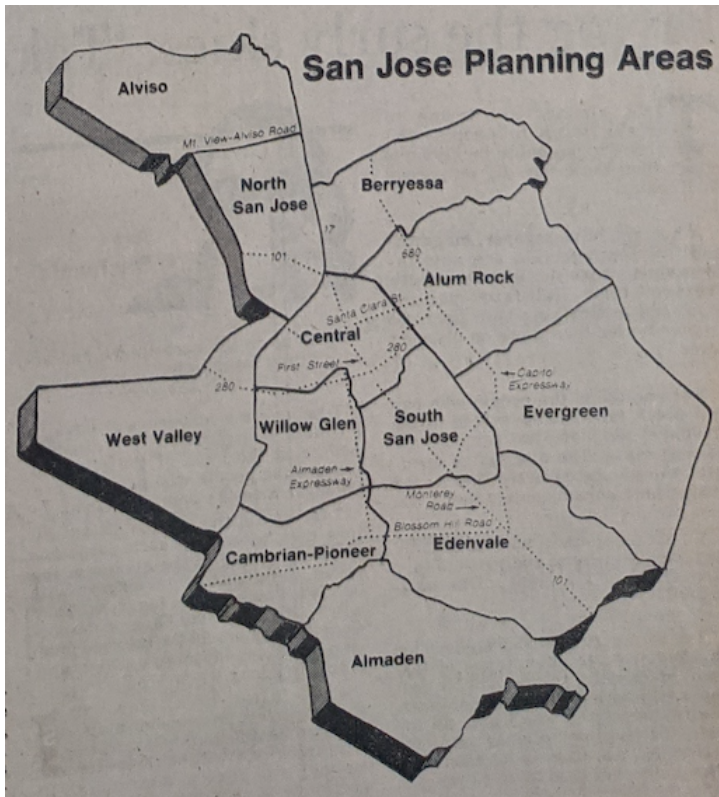 San Jose Planning Areas
Alviso
Mt. View-Alviso Road
North
San Jose
Berryessa
17
101
680
Alum Rock
Santa Clara St.
Central
280
First Street
280
Capitol
Expressway
Evergreen
West Valley
Willow Glen
South
San Jose
Almaden
Expressway
Monterey
Road
Blossom Hill Road
Cambrian-Pioneer
Edenvale
101
Almaden